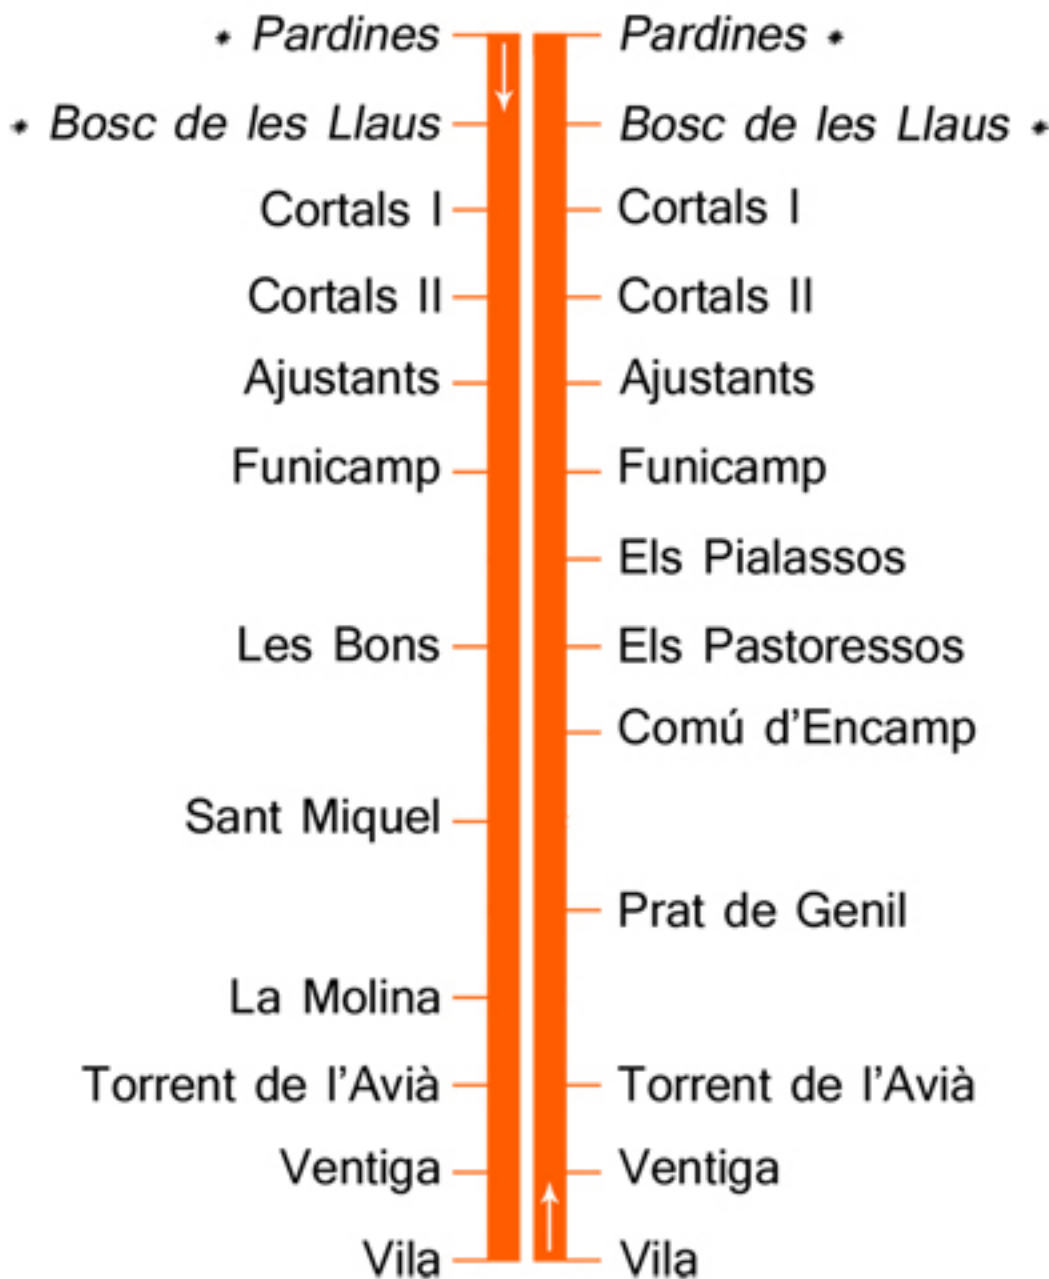 * Pardines Pardines *
* Bosc de les Llaus Bosc de les Llaus *
Cortals I Cortals I
Cortals II Cortals II
Ajustants Ajustants
Funicamp Funicamp
Els Pialassos
Les Bons Els Pastoressos
Comú d'Encamp
Sant Miquel
Prat de Genil
La Molina
Torrent de l'Avià Torrent de l'Avià
Ventiga Ventiga
Vila Vila